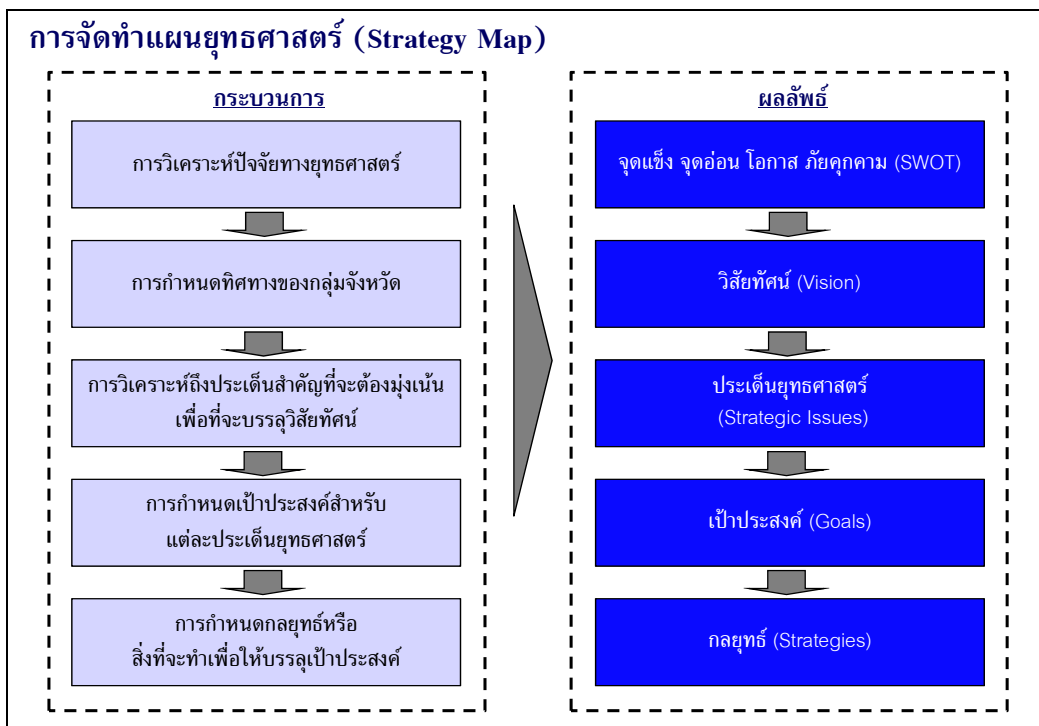 การจัดทำแผนยุทธศาสตร์ (Strategy Map)
กระบวนการ
การวิเคราะห์ปัจจัยทางยุทธศาสตร์
การกำหนดทิศทางของกลุ่มจังหวัด
การวิเคราะห์ถึงประเด็นสำคัญที่จะต้องมุ่งเน้น
เพื่อที่จะบรรลุวิสัยทัศน์
การกำหนดเป้าประสงค์สำหรับ
แต่ละประเด็นยุทธศาสตร์
การกำหนดกลยุทธ์หรือ
สิ่งที่จะทำเพื่อให้บรรลุเป้าประสงค์
ผลลัพธ์
จุดแข็ง จุดอ่อน โอกาส ภัยคุกคาม (SWOT)
วิสัยทัศน์ (Vision)
ประเด็นยุทธศาสตร์
(Strategic Issues)
เป้าประสงค์ (Goals)
กลยุทธ์ (Strategies)